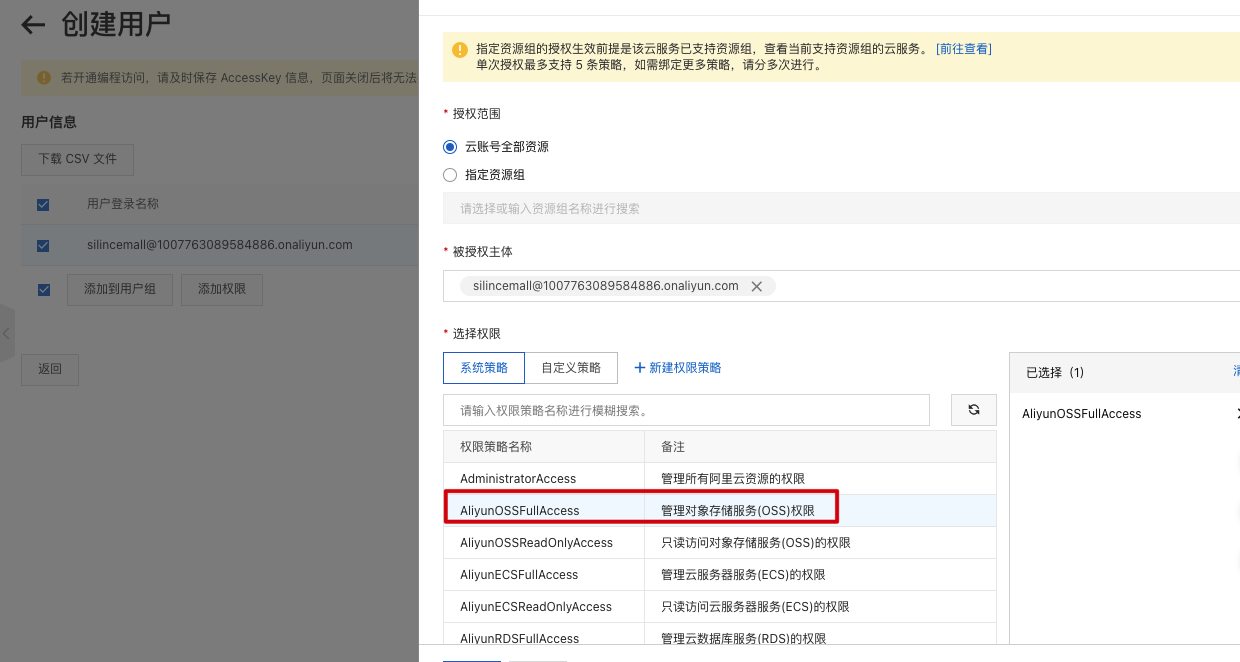 创建用户
若开通编程访问，请及时保存 AccessKey 信息，页面关闭后将无法
用户信息
下载 CSV 文件
用户登录名称
silincemall@1007763089584886.onaliyun.com
添加到用户组
添加权限
返回
指定资源组的授权生效前提是该云服务已支持资源组，查看当前支持资源组的云服务。 [前往查看]
单次授权最多支持 5 条策略，如需绑定更多策略，请分多次进行。
* 授权范围
云账号全部资源
指定资源组
请选择或输入资源组名称进行搜索
* 被授权主体
silincemall@1007763089584886.onaliyun.com
* 选择权限
系统策略
自定义策略
新建权限策略
请输入权限策略名称进行模糊搜索。
权限策略名称 备注
AdministratorAccess 管理所有阿里云资源的权限
AliyunOSSFullAccess 管理对象存储服务(OSS)权限
AliyunOSSReadOnlyAccess 只读访问对象存储服务(OSS)的权限
AliyunECSFullAccess 管理云服务器服务(ECS)的权限
AliyunECSReadOnlyAccess 只读访问云服务器服务(ECS)的权限
AliyunRDSFullAccess 管理云数据库服务(RDS)的权限
已选择（1）
AliyunOSSFullAccess